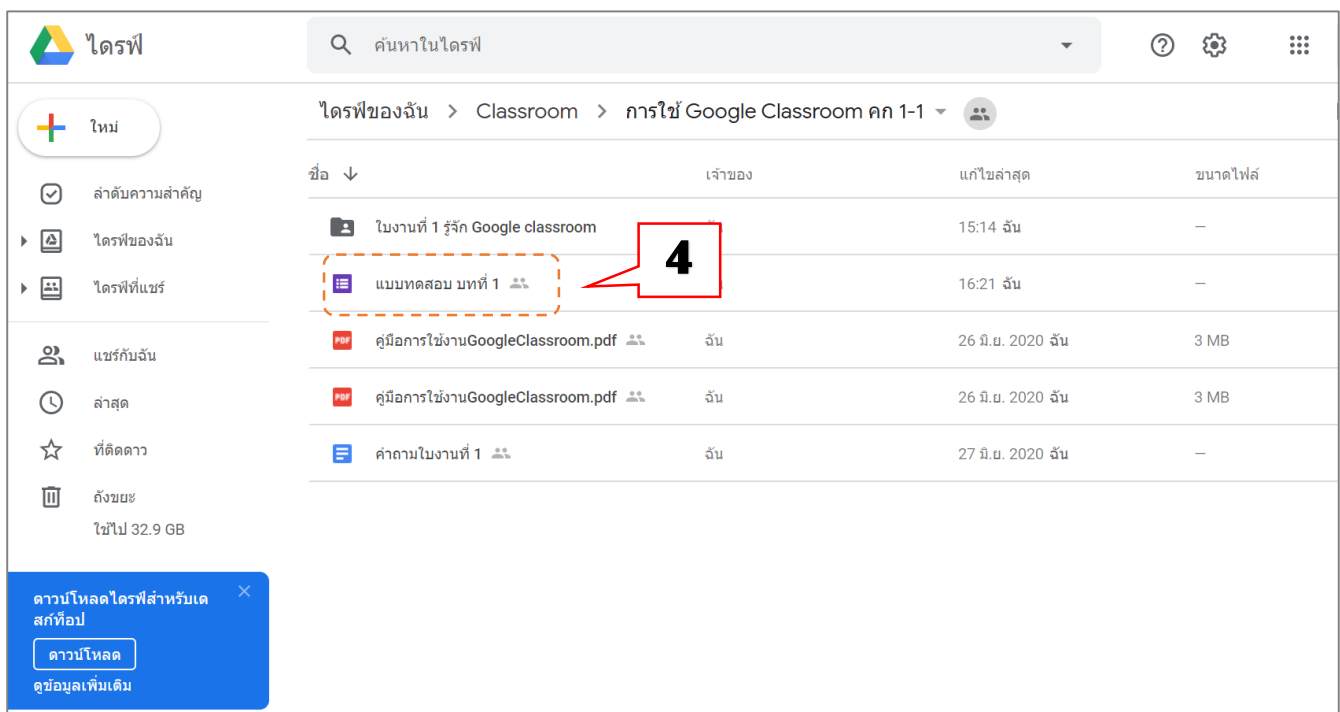 ไดรฟ์
ค้นหาในไดรฟ์
ใหม่
ไดรฟ์ของฉัน > Classroom > การใช้ Google Classroom คก 1-1
ชื่อ เจ้าของ แก้ไขล่าสุด ขนาดไฟล์
ลำดับความสำคัญ
ไดรฟ์ของฉัน
ไดรฟ์ที่แชร์
แชร์กับฉัน
ล่าสุด
ที่ติดดาว
ถังขยะ
ใช้ไป 32.9 GB
ใบงานที่ 1 รู้จัก Google classroom 15:14 ฉัน –
แบบทดสอบ บทที่ 1 16:21 ฉัน –
4
PDF คู่มือการใช้งานGoogleClassroom.pdf ฉัน 26 มิ.ย. 2020 ฉัน 3 MB
PDF คู่มือการใช้งานGoogleClassroom.pdf ฉัน 26 มิ.ย. 2020 ฉัน 3 MB
คำถามใบงานที่ 1 ฉัน 27 มิ.ย. 2020 ฉัน –
ดาวน์โหลดไดรฟ์สำหรับเด
สก์ท็อป
ดาวน์โหลด
ดูข้อมูลเพิ่มเติม